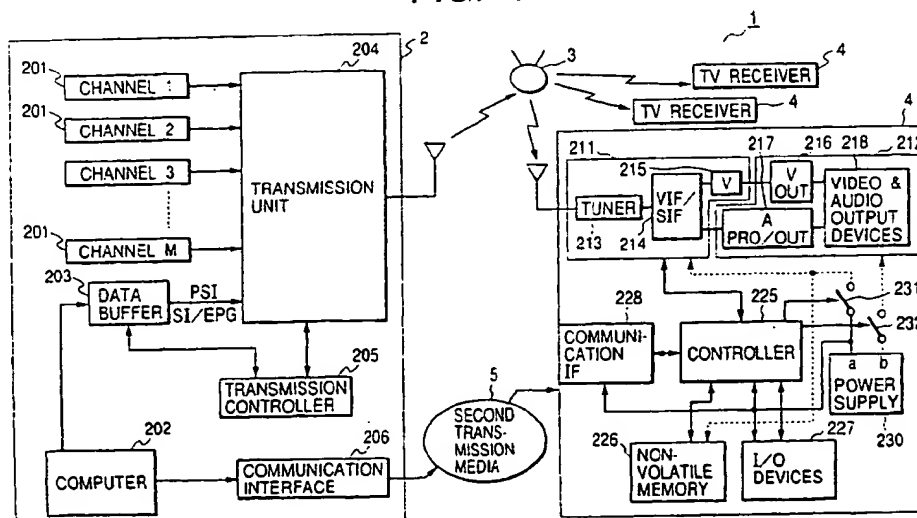 1
2
204
201
CHANNEL 1
201
CHANNEL 2
CHANNEL 3
201
CHANNEL M
TRANSMISSION
UNIT
203
DATA
BUFFER
PSI
SI/EPG
205
TRANSMISSION
CONTROLLER
202
COMPUTER
206
COMMUNICATION
INTERFACE
3
4
TV RECEIVER
4
TV RECEIVER
4
5
SECOND
TRANS-
MISSION
MEDIA
211
215
V
217
216
V
OUT
218
212
VIDEO &
AUDIO
OUTPUT
DEVICES
TUNER
213
VIF/
SIF
214
A
PRO/OUT
228
COMMUNI-
CATION
IF
225
CONTROLLER
231
232
a
b
POWER
SUPPLY
230
226
NON-
VOLATILE
MEMORY
227
I/O
DEVICES